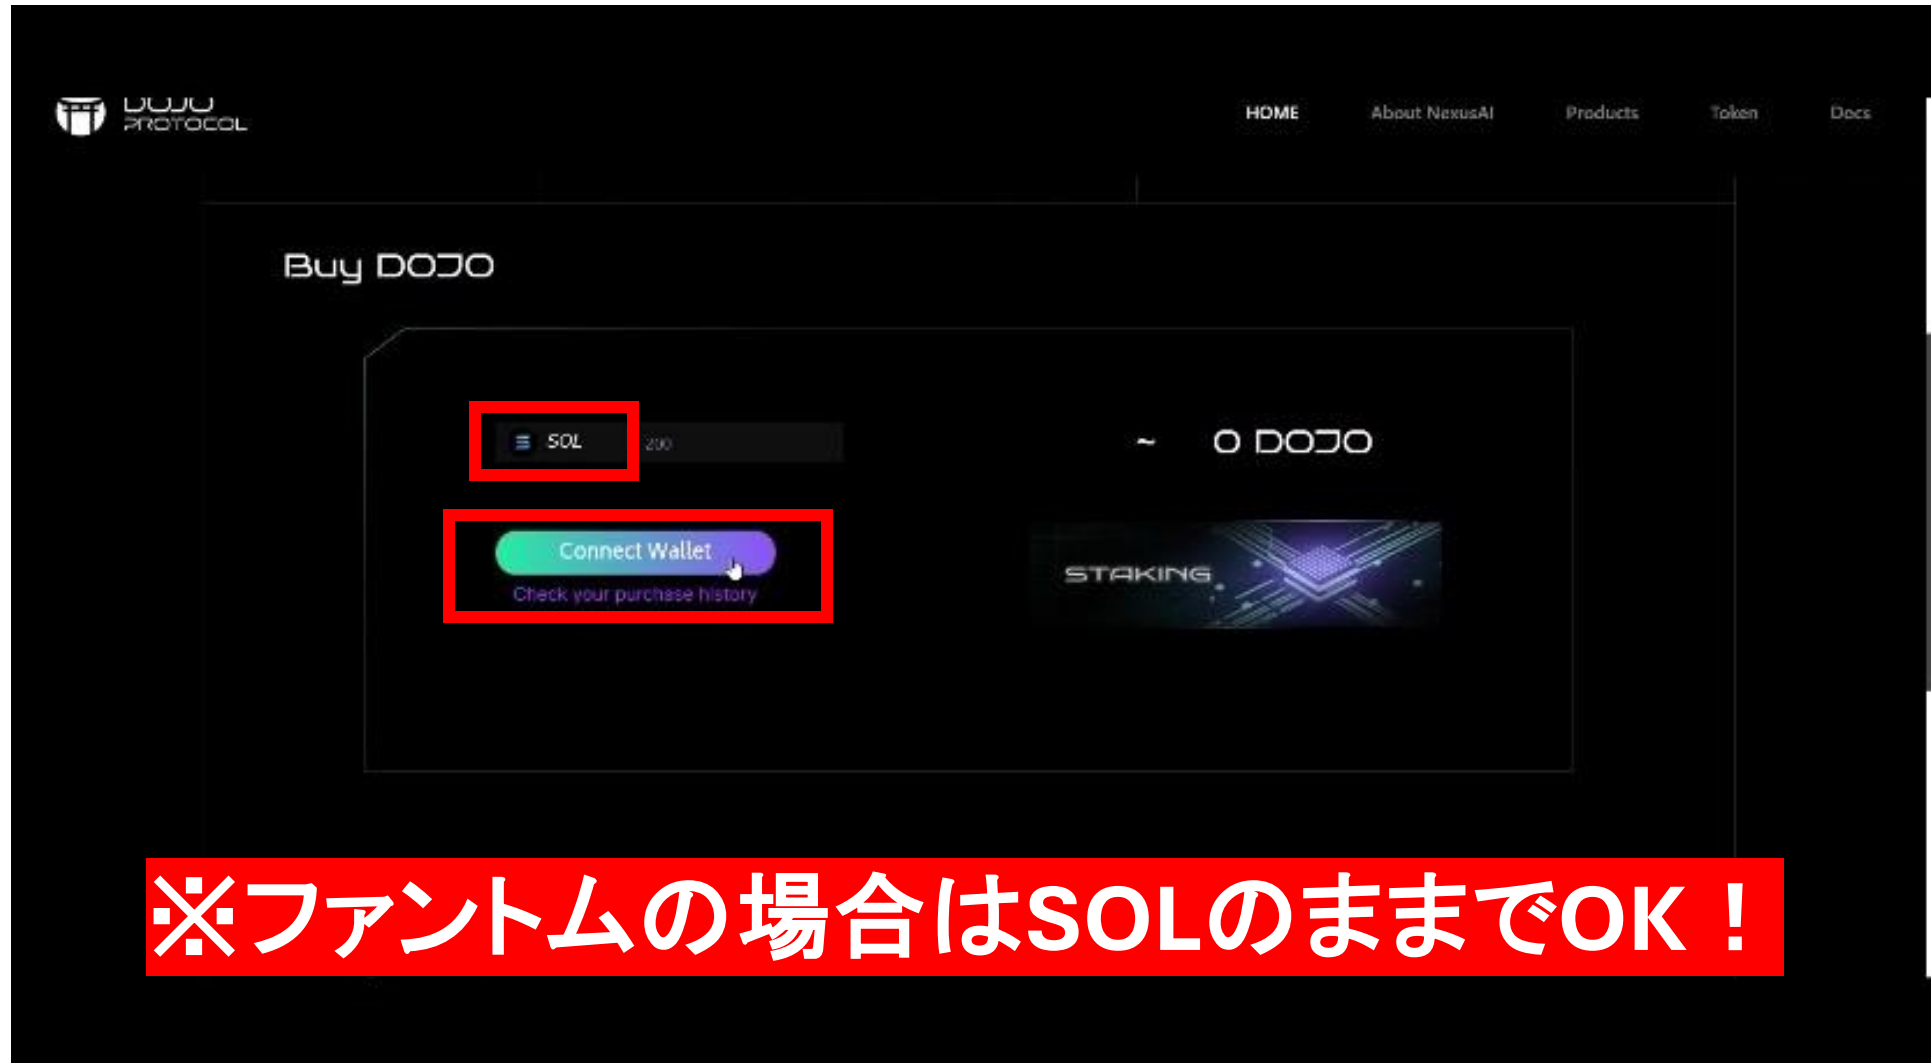 DOJO
PROTOCOL
HOME
About NexusAI
Products
Token
Docs
Buy DOJO
SOL
200
~ 0 DOJO
Connect Wallet
Check your purchase history
STAKING
※ファントムの場合はSOLのままでOK！